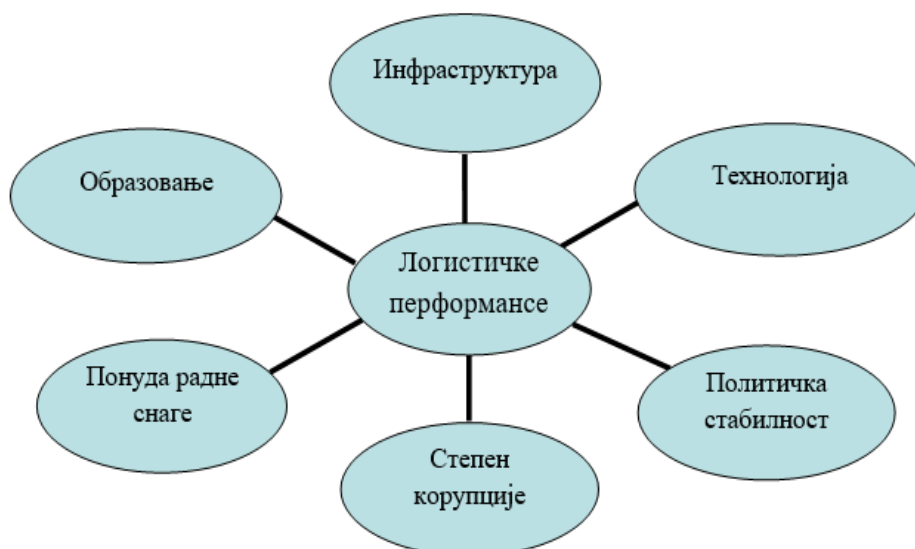 Инфраструктура
Образовање
Технологија
Логистичке
перформансе
Понуда радне
снаге
Политичка
стабилност
Степен
корупције